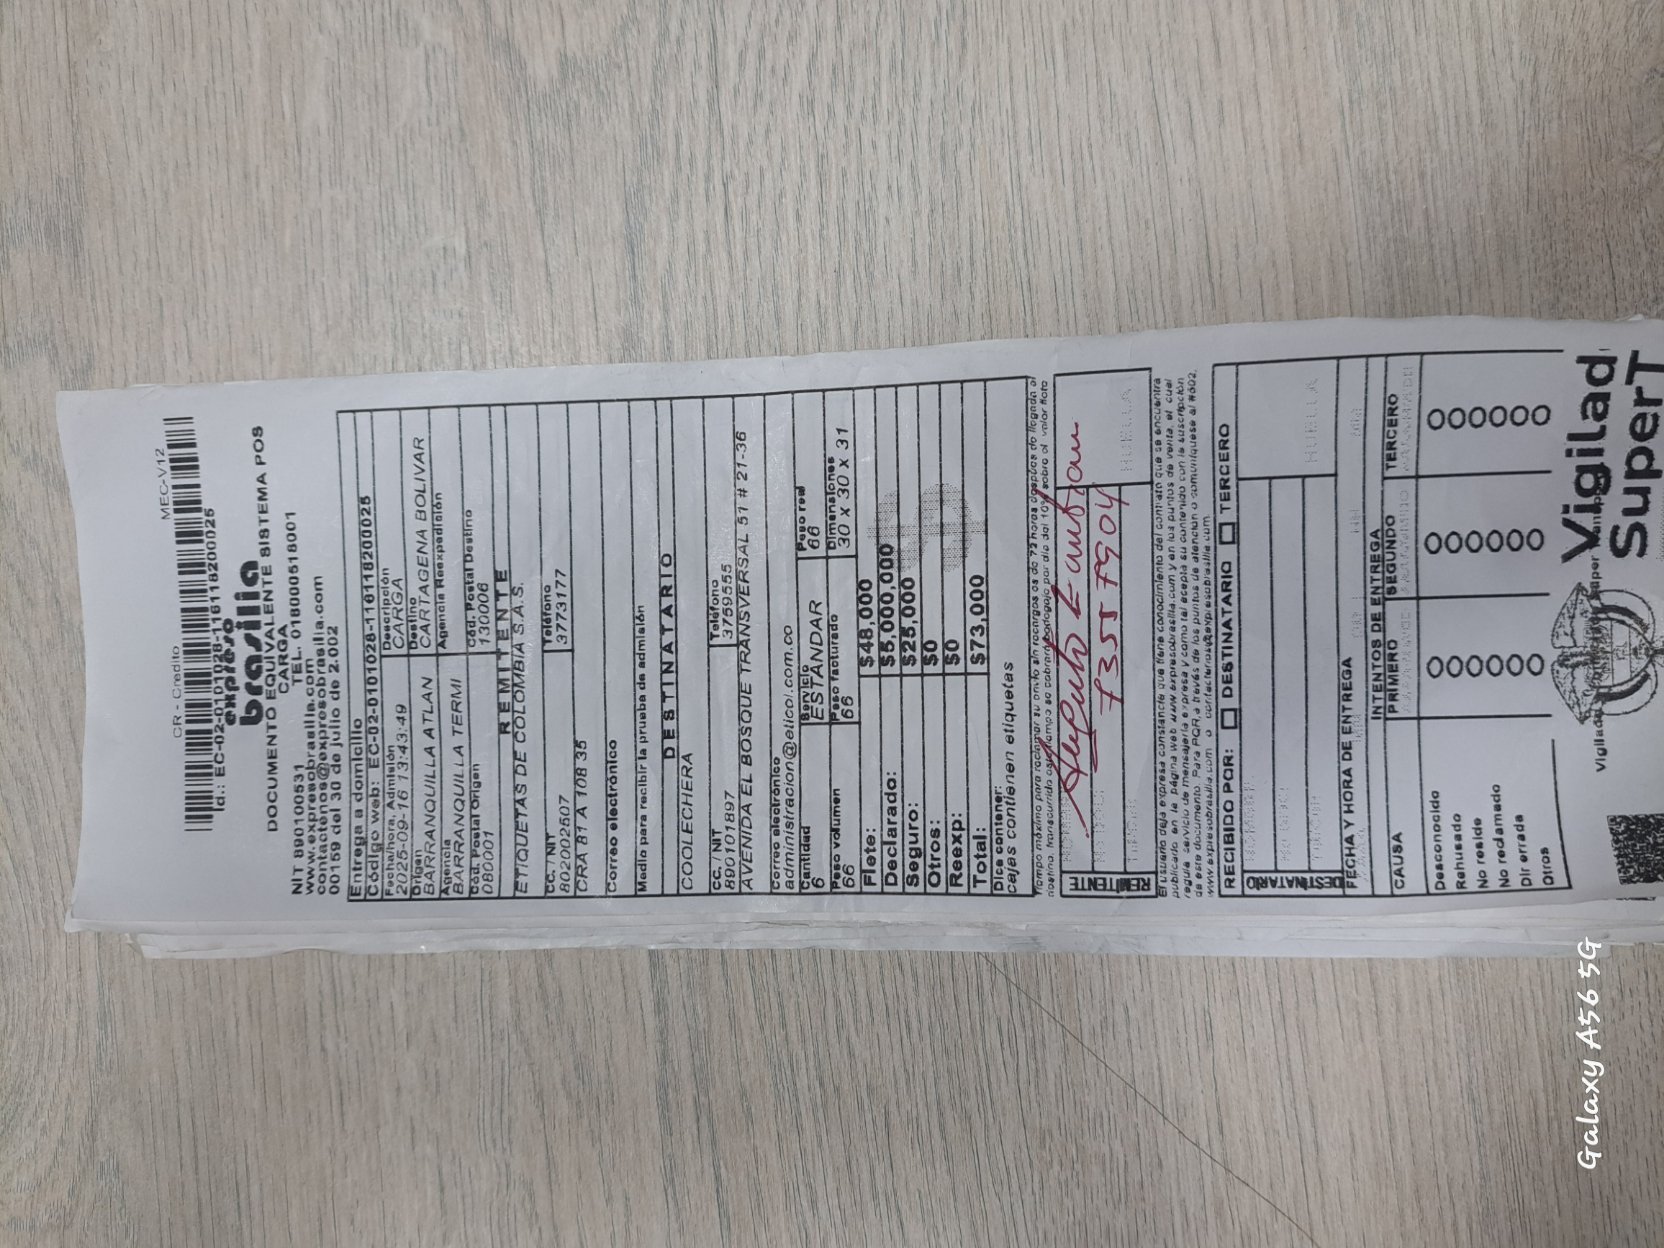 CR - Credito
MEC-V12
Id.: EC-02-0101028-1161182 00025
expreso
brasilia
DOCUMENTO EQUIVALENTE SISTEMA POS
CARGA
NIT 890100531 TEL. 018000518001
www.expresobrasilia.com
contactenos@expresobrasilia.com
00159 del 30 de julio de 2.002
Entrega a domicilio
Código web: EC-02-0101028-116118200025
Fecha/hora, Admisión Descripción
2025-09-16 13:43:49 CARGA
Origen Destino
BARRANQUILLA ATLAN CARTAGENA BOLIVAR
Agencia Agencia Reexpedición
BARRANQUILLA TERMI
Cód. Postal Origen Cód. Postal Destino
080001 130006
REMITENTE
ETIQUETAS DE COLOMBIA S.A.S.
CC. / NIT Teléfono
802002507 3773177
CRA 81 A 108 35
Correo electrónico
Medio para recibir la prueba de admisión
DESTINATARIO
COOLECHERA
CC. / NIT Teléfono
890101897 3759555
AVENIDA EL BOSQUE TRANSVERSAL 51 # 21-36
Correo electrónico
administracion@eticol.com.co
Cantidad Servicio Peso real
6 ESTANDAR 66
Peso volumen Peso facturado Dimensiones
66 66 30 x 30 x 31
Flete: $48,000
Declarado: $5,000,000
Seguro: $25,000
Otros: $0
Reexp: $0
Total: $73,000
Dice contener:
cajas contienen etiquetas
REMITENTE
HUELLA
73557904
RECIBIDO POR: DESTINATARIO TERCERO
DESTINATARIO
HUELLA
FECHA Y HORA DE ENTREGA
INTENTOS DE ENTREGA
CAUSA PRIMERO SEGUNDO TERCERO
Desconocido
Rehusado
No reside
No reclamado
Dir errada
Otros
Vigilad
SuperT
Galaxy A56 5G